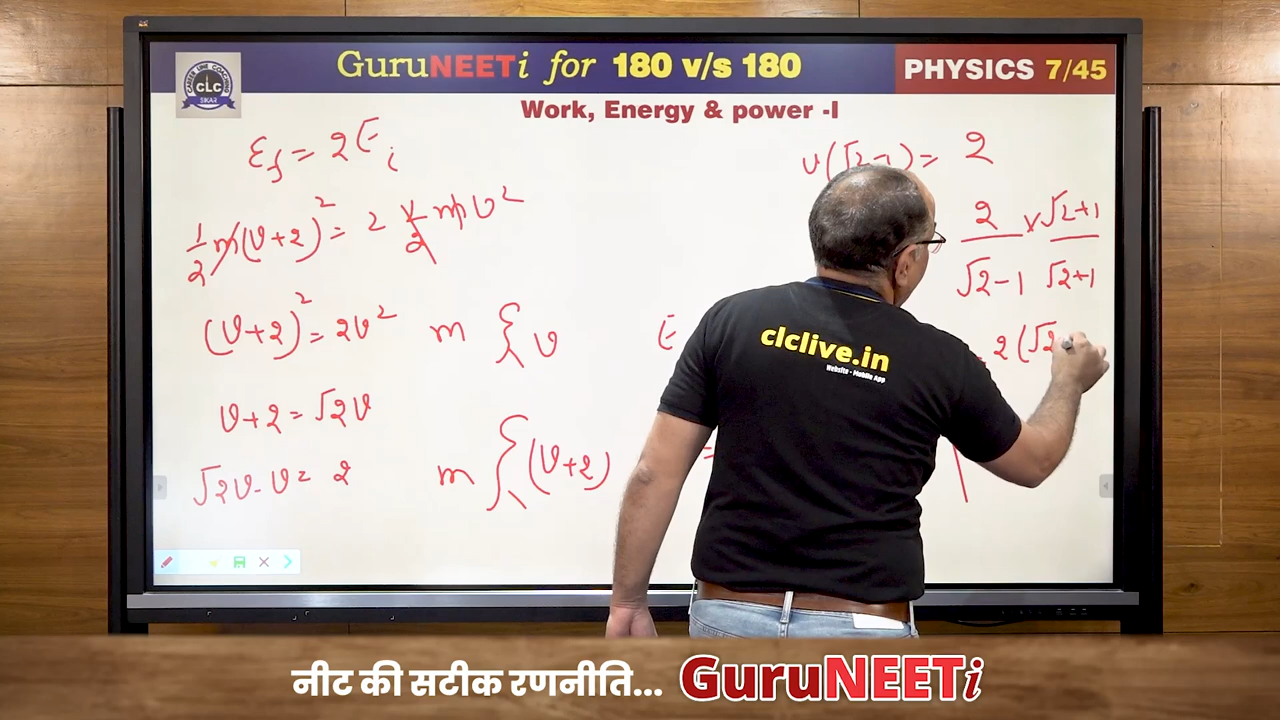 GuruNEETi for 180 v/s 180
PHYSICS 7/45
CAREER LINE COACHING
CLC
SIKAR
Work, Energy & power -I
Ef = 2Ei
1/2 m(v+2)² = 2 1/2 mv²
(v+2)² = 2v²
v+2 = √2v
√2v - v = 2
m { v
m { (v+2)
E
=
v(√2-1) = 2
2/(√2-1) × (√2+1)/(√2+1)
2(√2
clclive.in
Website - Mobile App
नीट की सटीक रणनीति... GuruNEETi